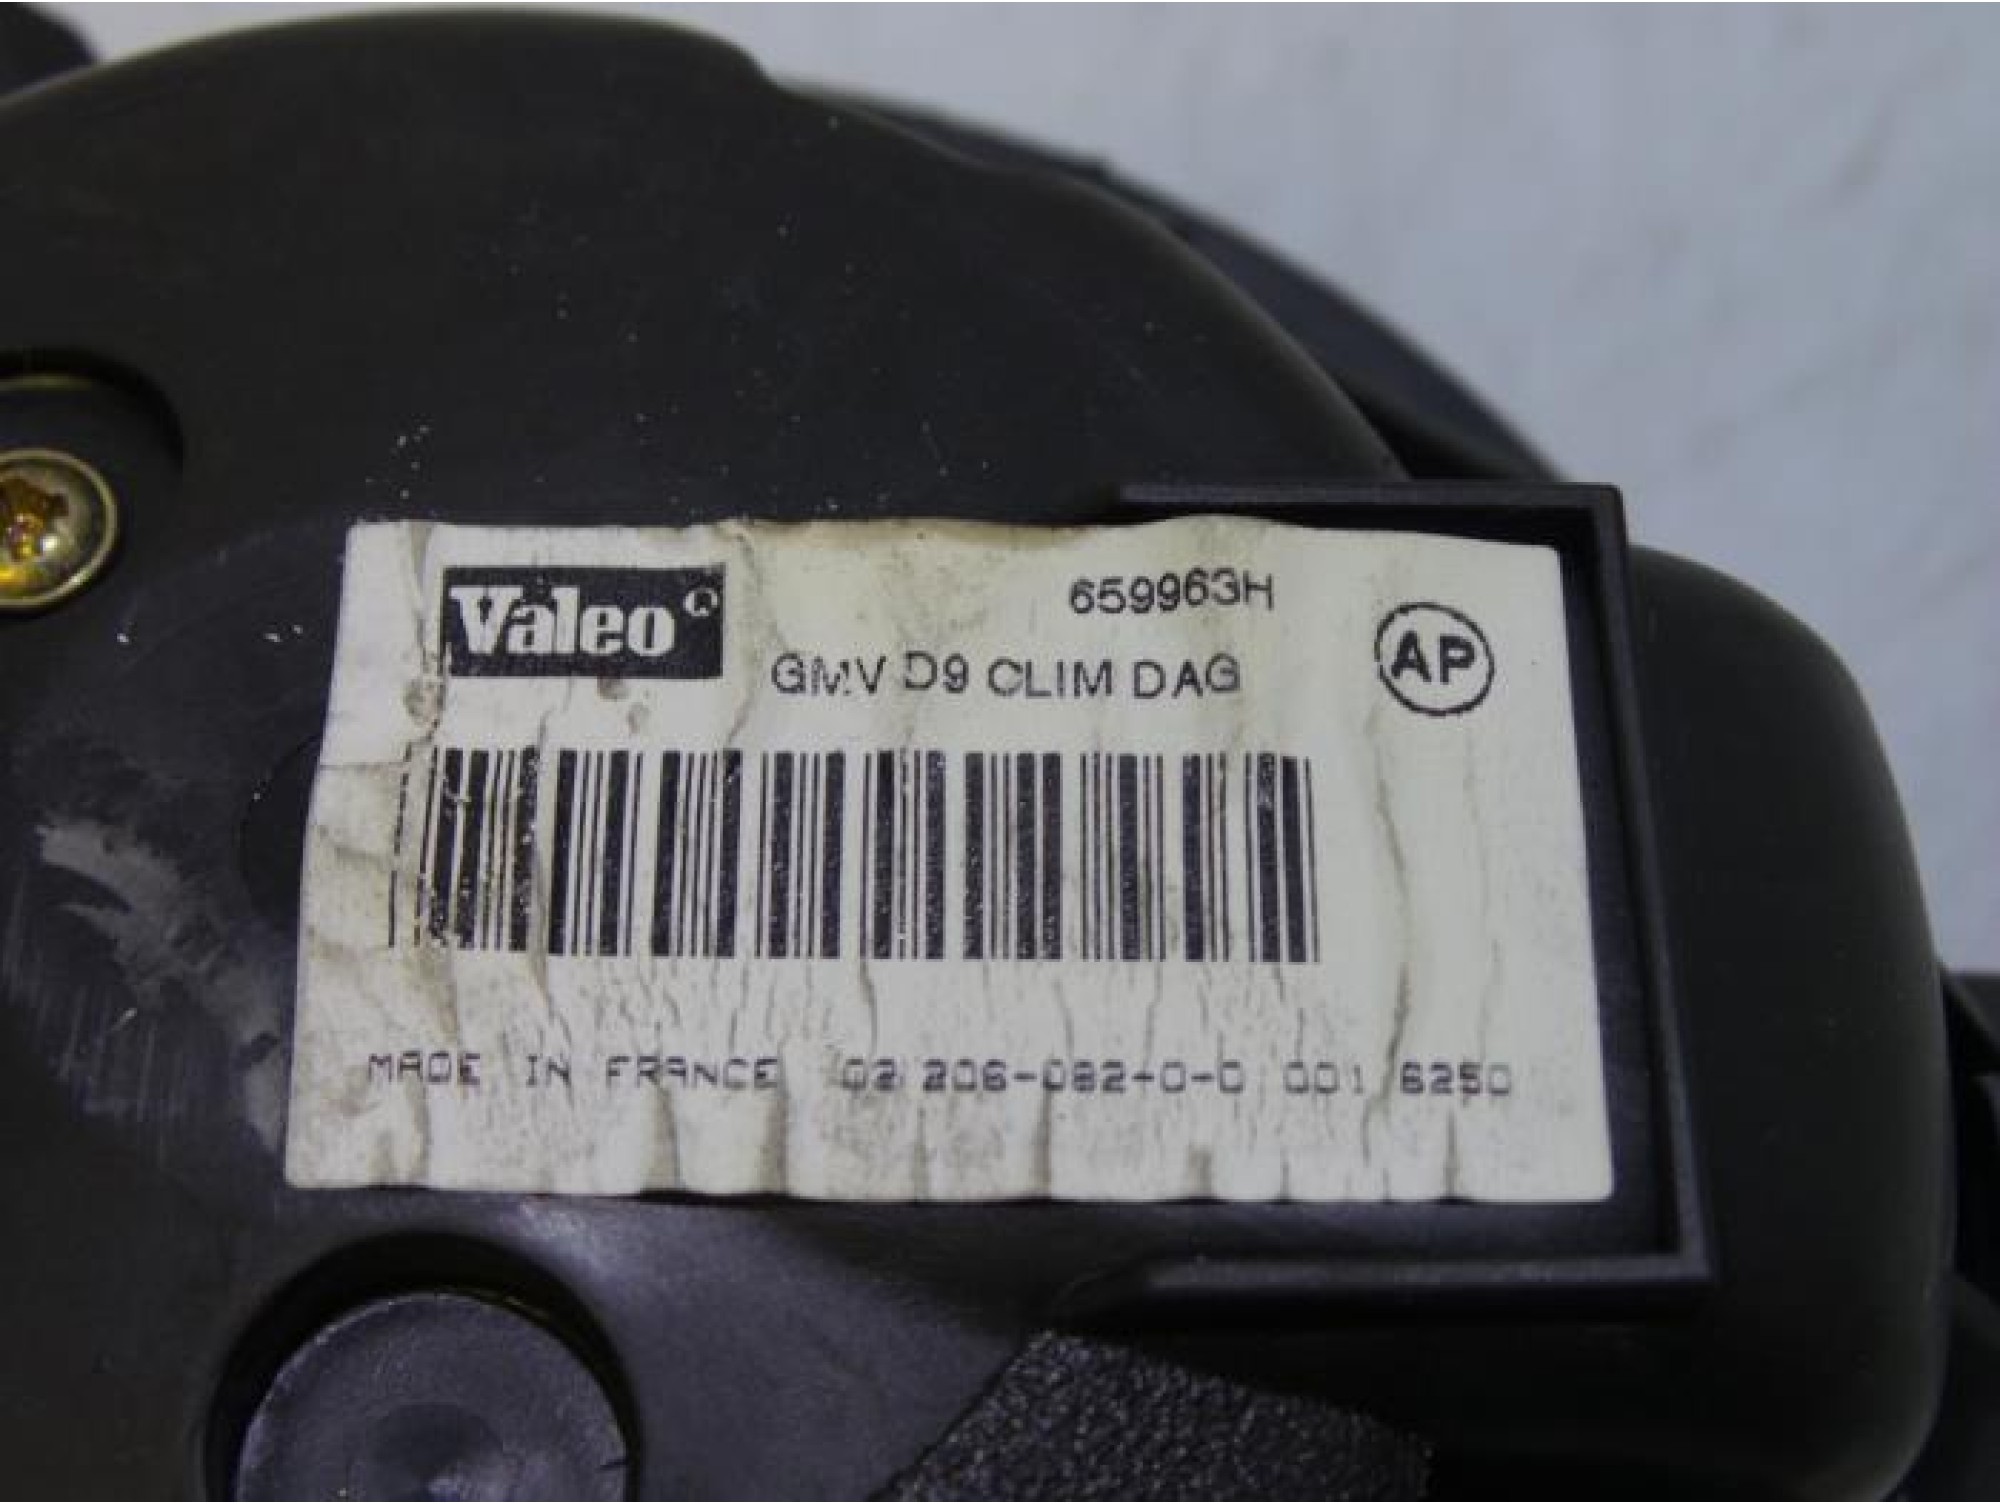 Valeo®
659963H
GMV D9 CLIM DAG
AP
MADE IN FRANCE 02 206-082-0-0 001 6250